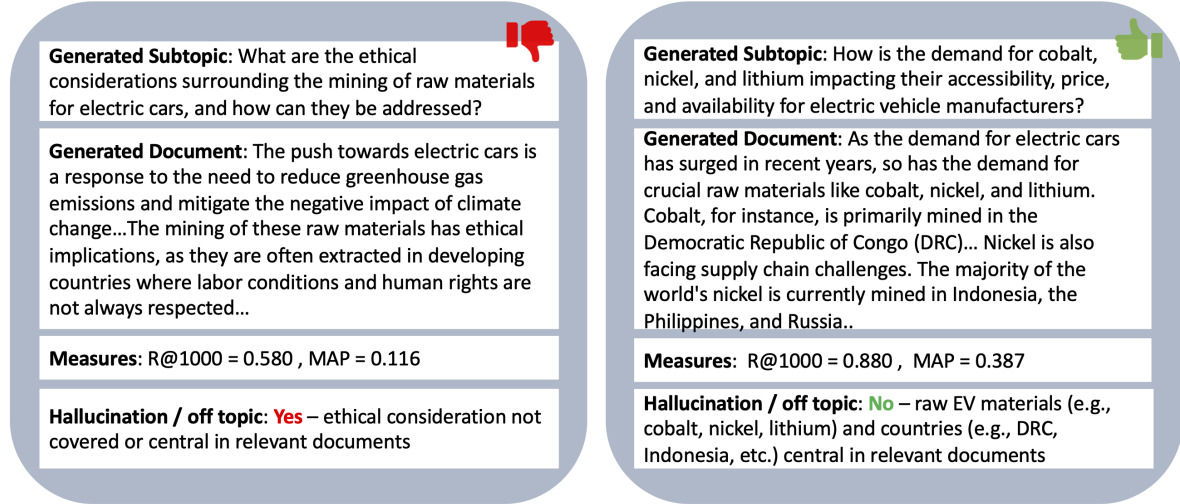 Generated Subtopic: What are the ethical
considerations surrounding the mining of raw materials
for electric cars, and how can they be addressed?
Generated Document: The push towards electric cars is
a response to the need to reduce greenhouse gas
emissions and mitigate the negative impact of climate
change...The mining of these raw materials has ethical
implications, as they are often extracted in developing
countries where labor conditions and human rights are
not always respected...
Measures: R@1000 = 0.580 , MAP = 0.116
Hallucination / off topic: Yes – ethical consideration not
covered or central in relevant documents
Generated Subtopic: How is the demand for cobalt,
nickel, and lithium impacting their accessibility, price,
and availability for electric vehicle manufacturers?
Generated Document: As the demand for electric cars
has surged in recent years, so has the demand for
crucial raw materials like cobalt, nickel, and lithium.
Cobalt, for instance, is primarily mined in the
Democratic Republic of Congo (DRC)... Nickel is also
facing supply chain challenges. The majority of the
world's nickel is currently mined in Indonesia, the
Philippines, and Russia..
Measures: R@1000 = 0.880 , MAP = 0.387
Hallucination / off topic: No – raw EV materials (e.g.,
cobalt, nickel, lithium) and countries (e.g., DRC,
Indonesia, etc.) central in relevant documents